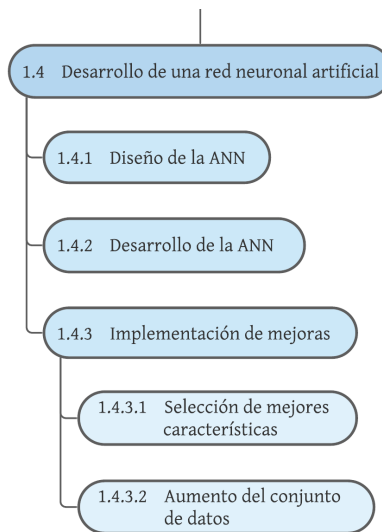 1.4 Desarrollo de una red neuronal artificial
1.4.1 Diseño de la ANN
1.4.2 Desarrollo de la ANN
1.4.3 Implementación de mejoras
1.4.3.1 Selección de mejores
características
1.4.3.2 Aumento del conjunto
de datos